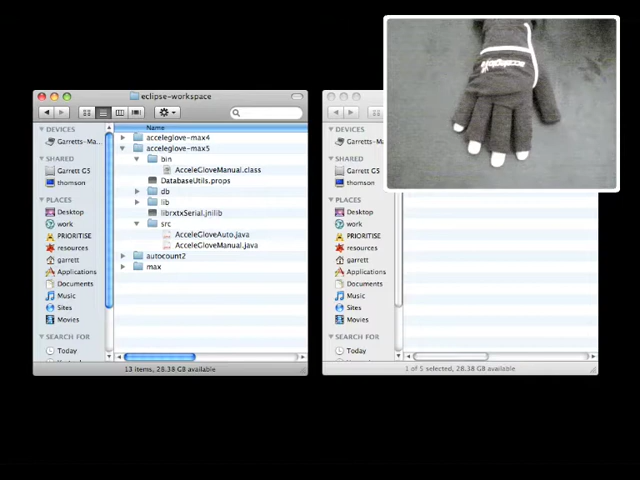 acceleglove
eclipse-workspace
Name
DEVICES
Garretts-Mac...
SHARED
Garrett G5
thomson
PLACES
Desktop
work
PRIORITISE
resources
garrett
Applications
Documents
Music
Sites
Movies
SEARCH FOR
Today
acceleglove-max4
acceleglove-max5
bin
AcceleGloveManual.class
DatabaseUtils.props
db
lib
librxtxSerial.jnilib
src
AcceleGloveAuto.java
AcceleGloveManual.java
autocount2
max
13 items, 28.38 GB available
DEVICES
Garretts-Mac...
SHARED
Garrett G5
thomson
PLACES
Desktop
work
PRIORITISE
resources
garrett
Applications
Documents
Music
Sites
Movies
SEARCH FOR
Today
1 of 5 selected, 28.38 GB available